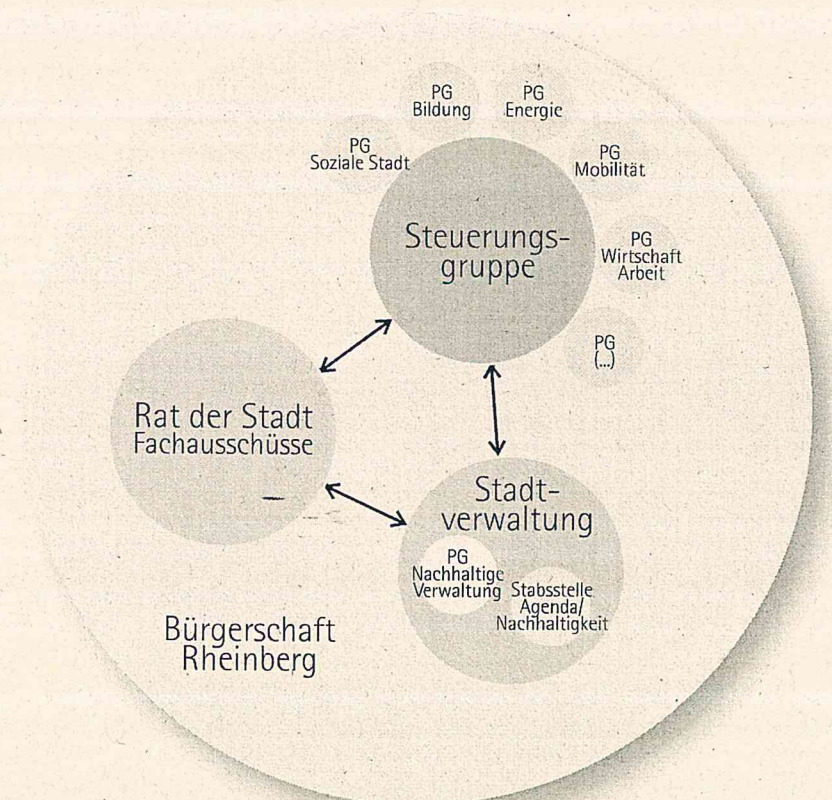 PG
Bildung
PG
Energie
PG
Soziale Stadt
PG
Mobilität
Steuerungs-
gruppe
PG
Wirtschaft
Arbeit
PG
(...)
Rat der Stadt
Fachausschüsse
Stadt-
verwaltung
PG
Nachhaltige
Verwaltung
Stabsstelle
Agenda/
Nachhaltigkeit
Bürgerschaft
Rheinberg